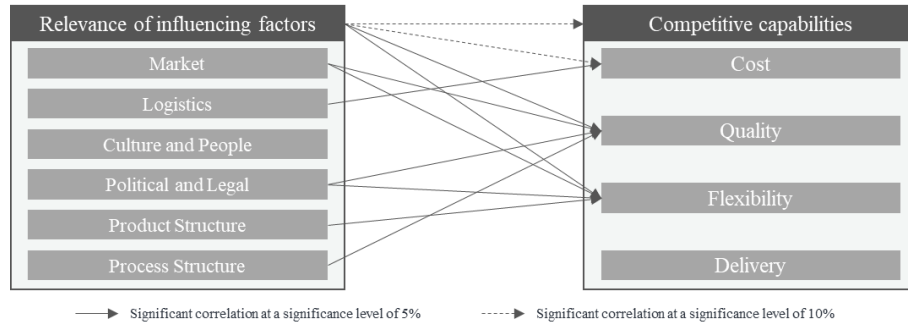 Relevance of influencing factors
Market
Logistics
Culture and People
Political and Legal
Product Structure
Process Structure
Competitive capabilities
Cost
Quality
Flexibility
Delivery
Significant correlation at a significance level of 5%
Significant correlation at a significance level of 10%